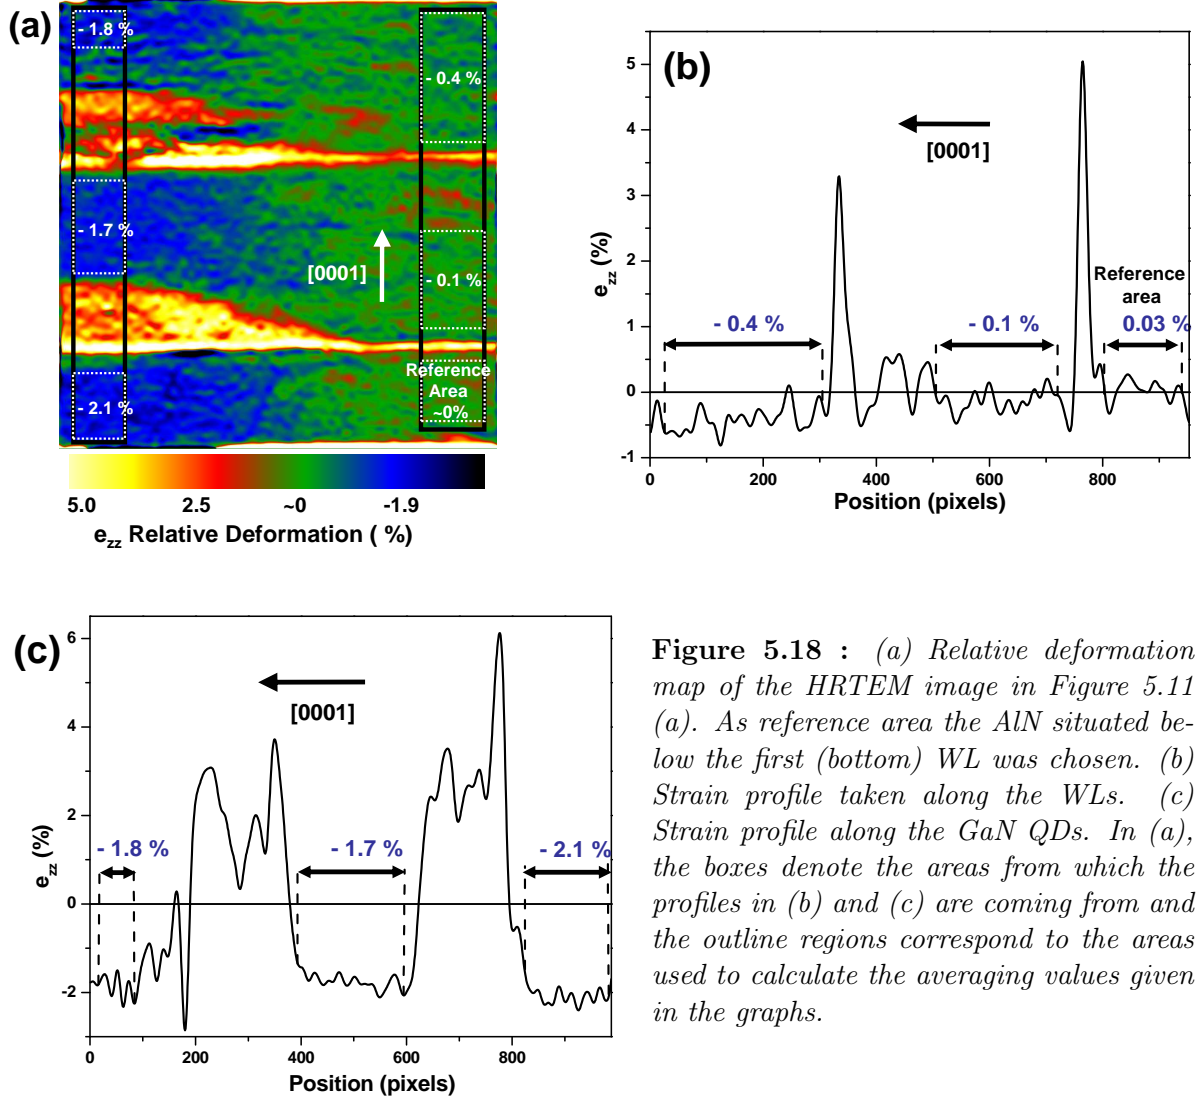 (a)
- 1.8 %
- 0.4 %
- 1.7 %
[0001]
- 0.1 %
Reference
Area
~0%
- 2.1 %
5.0 2.5 ~0 -1.9
ezz Relative Deformation ( %)
(b)
5
4
3
2
1
0
-1
ezz (%)
[0001]
Reference
area
- 0.4 % - 0.1 % 0.03 %
0 200 400 600 800
Position (pixels)
(c)
6
4
2
0
-2
ezz (%)
[0001]
- 1.8 % - 1.7 % - 2.1 %
0 200 400 600 800
Position (pixels)
Figure 5.18 : (a) Relative deformation
map of the HRTEM image in Figure 5.11
(a). As reference area the AlN situated be-
low the first (bottom) WL was chosen. (b)
Strain profile taken along the WLs. (c)
Strain profile along the GaN QDs. In (a),
the boxes denote the areas from which the
profiles in (b) and (c) are coming from and
the outline regions correspond to the areas
used to calculate the averaging values given
in the graphs.